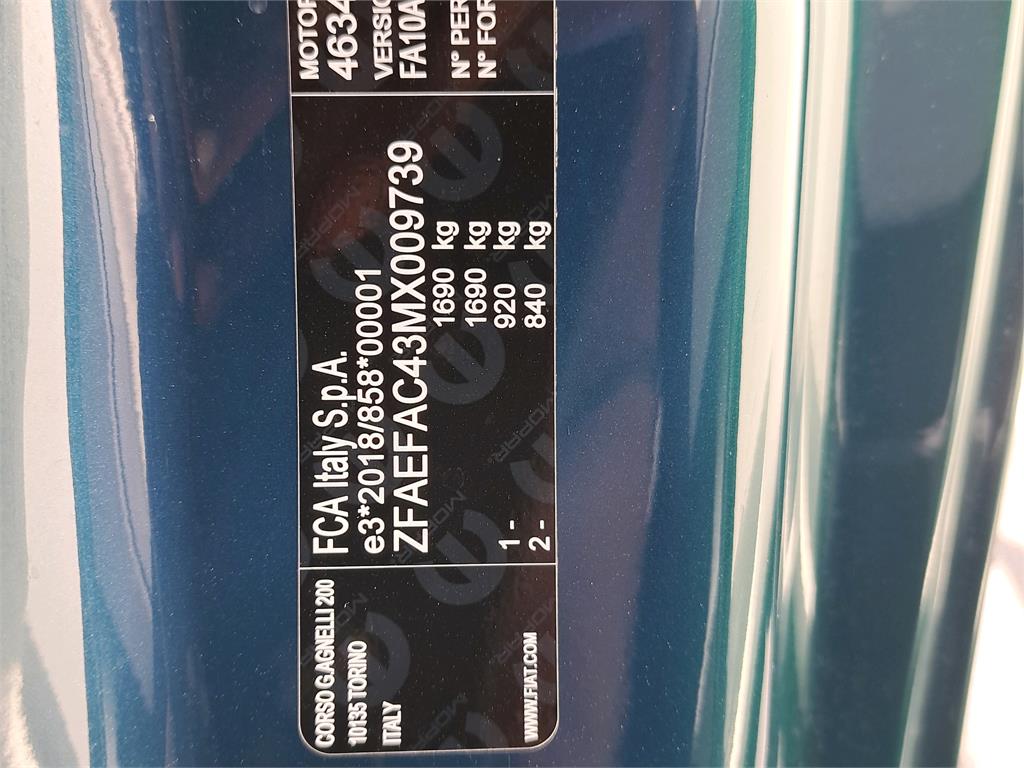 CORSO G.AGNELLI 200
10135 TORINO
ITALY
WWW.FIAT.COM
FCA Italy S.p.A.
e3*2018/858*00001
ZFAEFAC43MX009739
1690 kg
1690 kg
1 - 920 kg
2 - 840 kg
MOTOR
4634
VERSIO
FA10A
N° PER
N° FOR
MOPAR